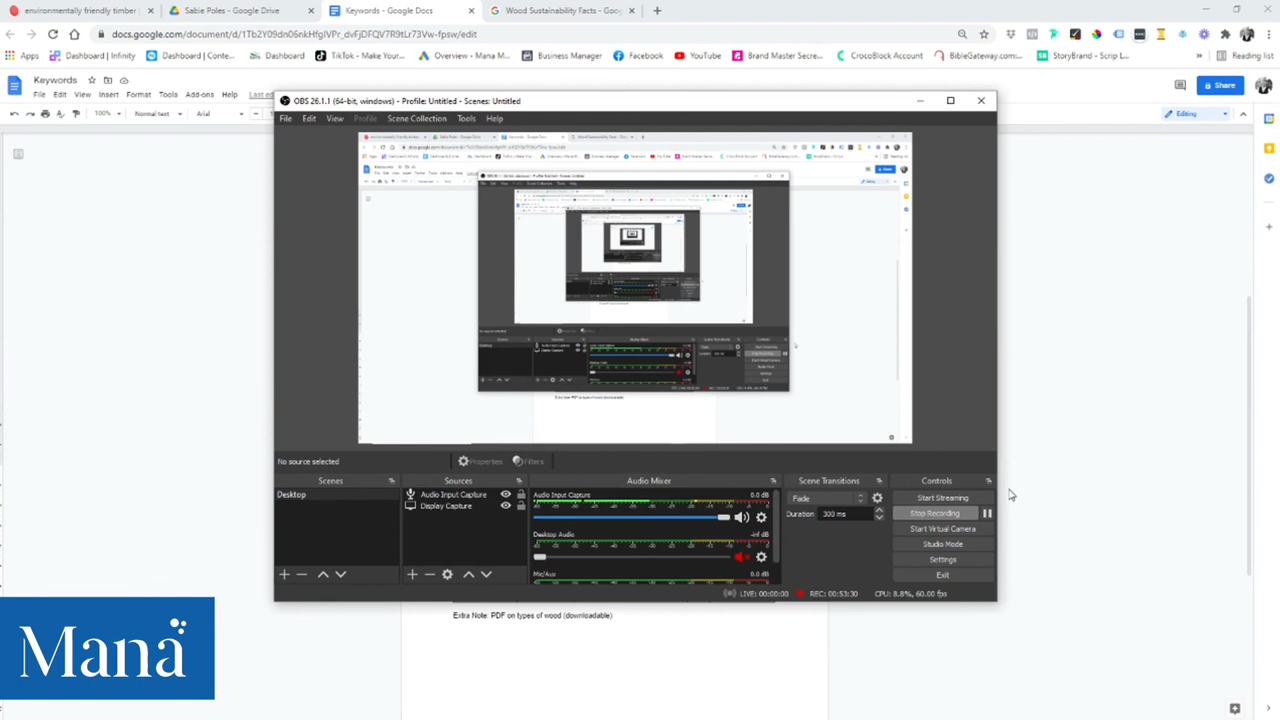 environmentally friendly timber
Sabie Poles - Google Drive
Keywords - Google Docs
Wood Sustainability Facts - Goog
docs.google.com/document/d/1Tb2Y09dn06nkHfgIVPr_dvFjDFQV7R9tLr73Vw-fpsw/edit
Apps
Dashboard | Infinity
Dashboard | Conte...
Dashboard
TikTok - Make Your...
Overview - Mana M...
Business Manager
Facebook
YouTube
Brand Master Secre...
CrocoBlock Account
BibleGateway.com:...
StoryBrand - Scrip L...
Reading list
Keywords
File Edit View Insert Format Tools Add-ons Help
Share
100% Normal text Arial
Editing
OBS 26.1.1 (64-bit, windows) - Profile: Untitled - Scenes: Untitled
File Edit View Profile Scene Collection Tools Help
No source selected
Properties Filters
Scenes
Desktop
Sources
Audio Input Capture
Display Capture
Audio Mixer
Audio Input Capture 0.0 dB
Desktop Audio -inf dB
Mic/Aux 0.0 dB
Scene Transitions
Fade
Duration 300 ms
Controls
Start Streaming
Stop Recording
Start Virtual Camera
Studio Mode
Settings
Exit
LIVE: 00:00:00 REC: 00:53:30 CPU: 8.8%, 60.00 fps
Extra Note: PDF on types of wood (downloadable)
Manä